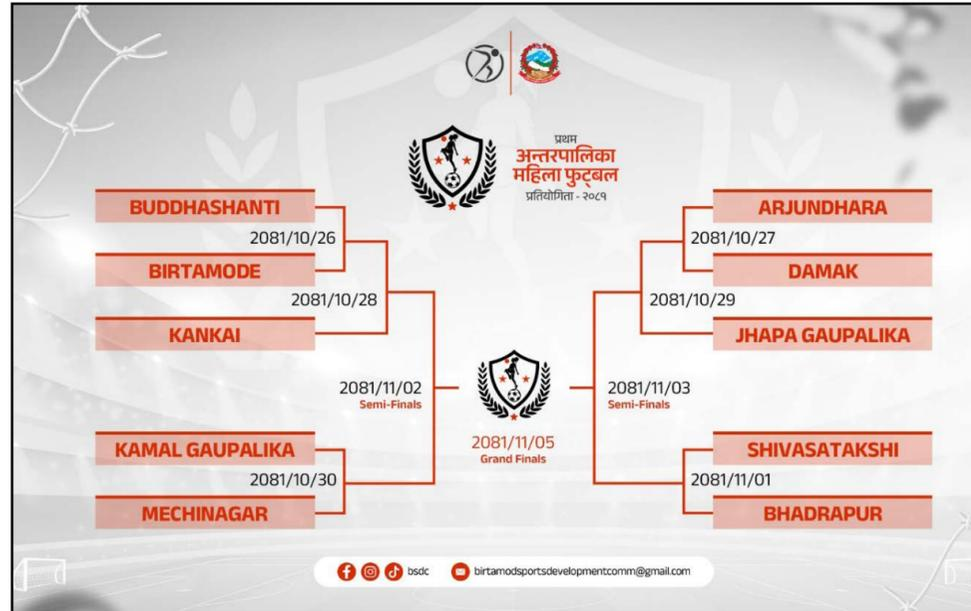 प्रथम
अन्तरपालिका
महिला फुट्बल
प्रतियोगिता - २०८१
BUDDHASHANTI
2081/10/26
BIRTAMODE
2081/10/28
KANKAI
2081/11/02
Semi-Finals
KAMAL GAUPALIKA
2081/10/30
MECHINAGAR
ARJUNDHARA
2081/10/27
DAMAK
2081/10/29
JHAPA GAUPALIKA
2081/11/03
Semi-Finals
SHIVASATAKSHI
2081/11/01
BHADRAPUR
2081/11/05
Grand Finals
bsdc
birtamodsportsdevelopmentcomm@gmail.com